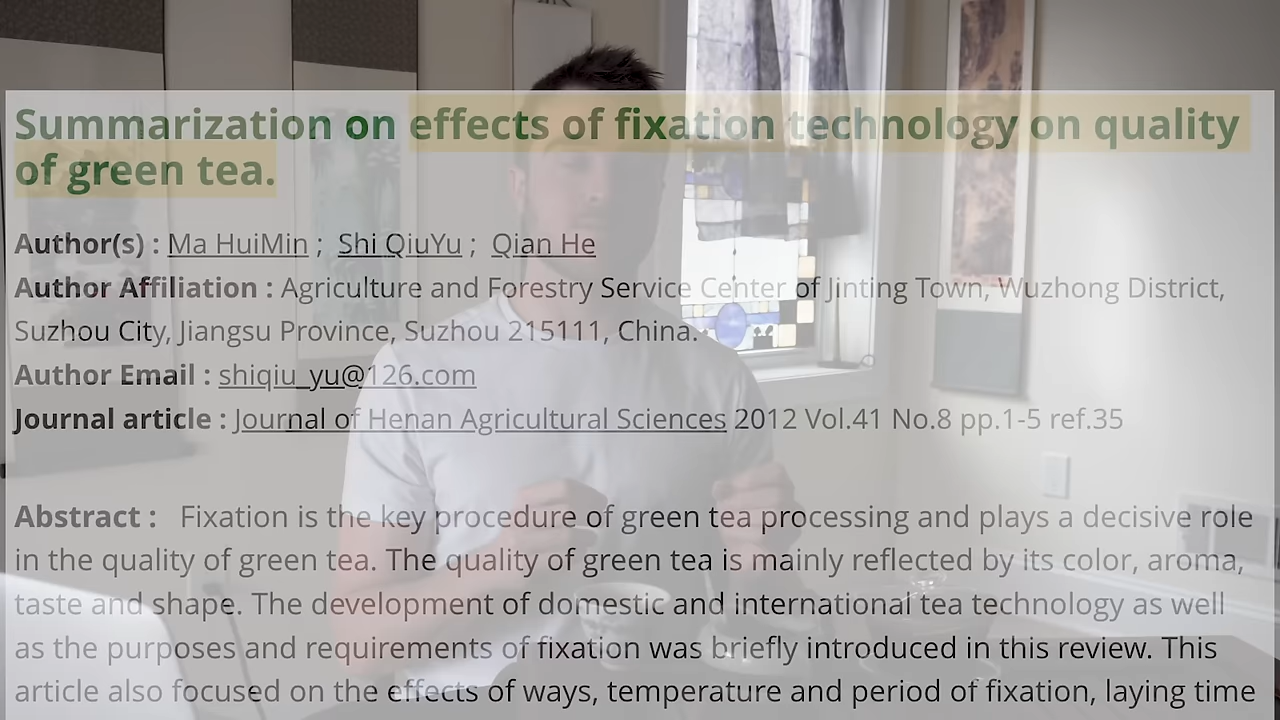 Summarization on effects of fixation technology on quality
of green tea.
Author(s) : Ma HuiMin ; Shi QiuYu ; Qian He
Author Affiliation : Agriculture and Forestry Service Center of Jinting Town, Wuzhong District,
Suzhou City, Jiangsu Province, Suzhou 215111, China.
Author Email : shiqiu_yu@126.com
Journal article : Journal of Henan Agricultural Sciences 2012 Vol.41 No.8 pp.1-5 ref.35
Abstract : Fixation is the key procedure of green tea processing and plays a decisive role
in the quality of green tea. The quality of green tea is mainly reflected by its color, aroma,
taste and shape. The development of domestic and international tea technology as well
as the purposes and requirements of fixation was briefly introduced in this review. This
article also focused on the effects of ways, temperature and period of fixation, laying time